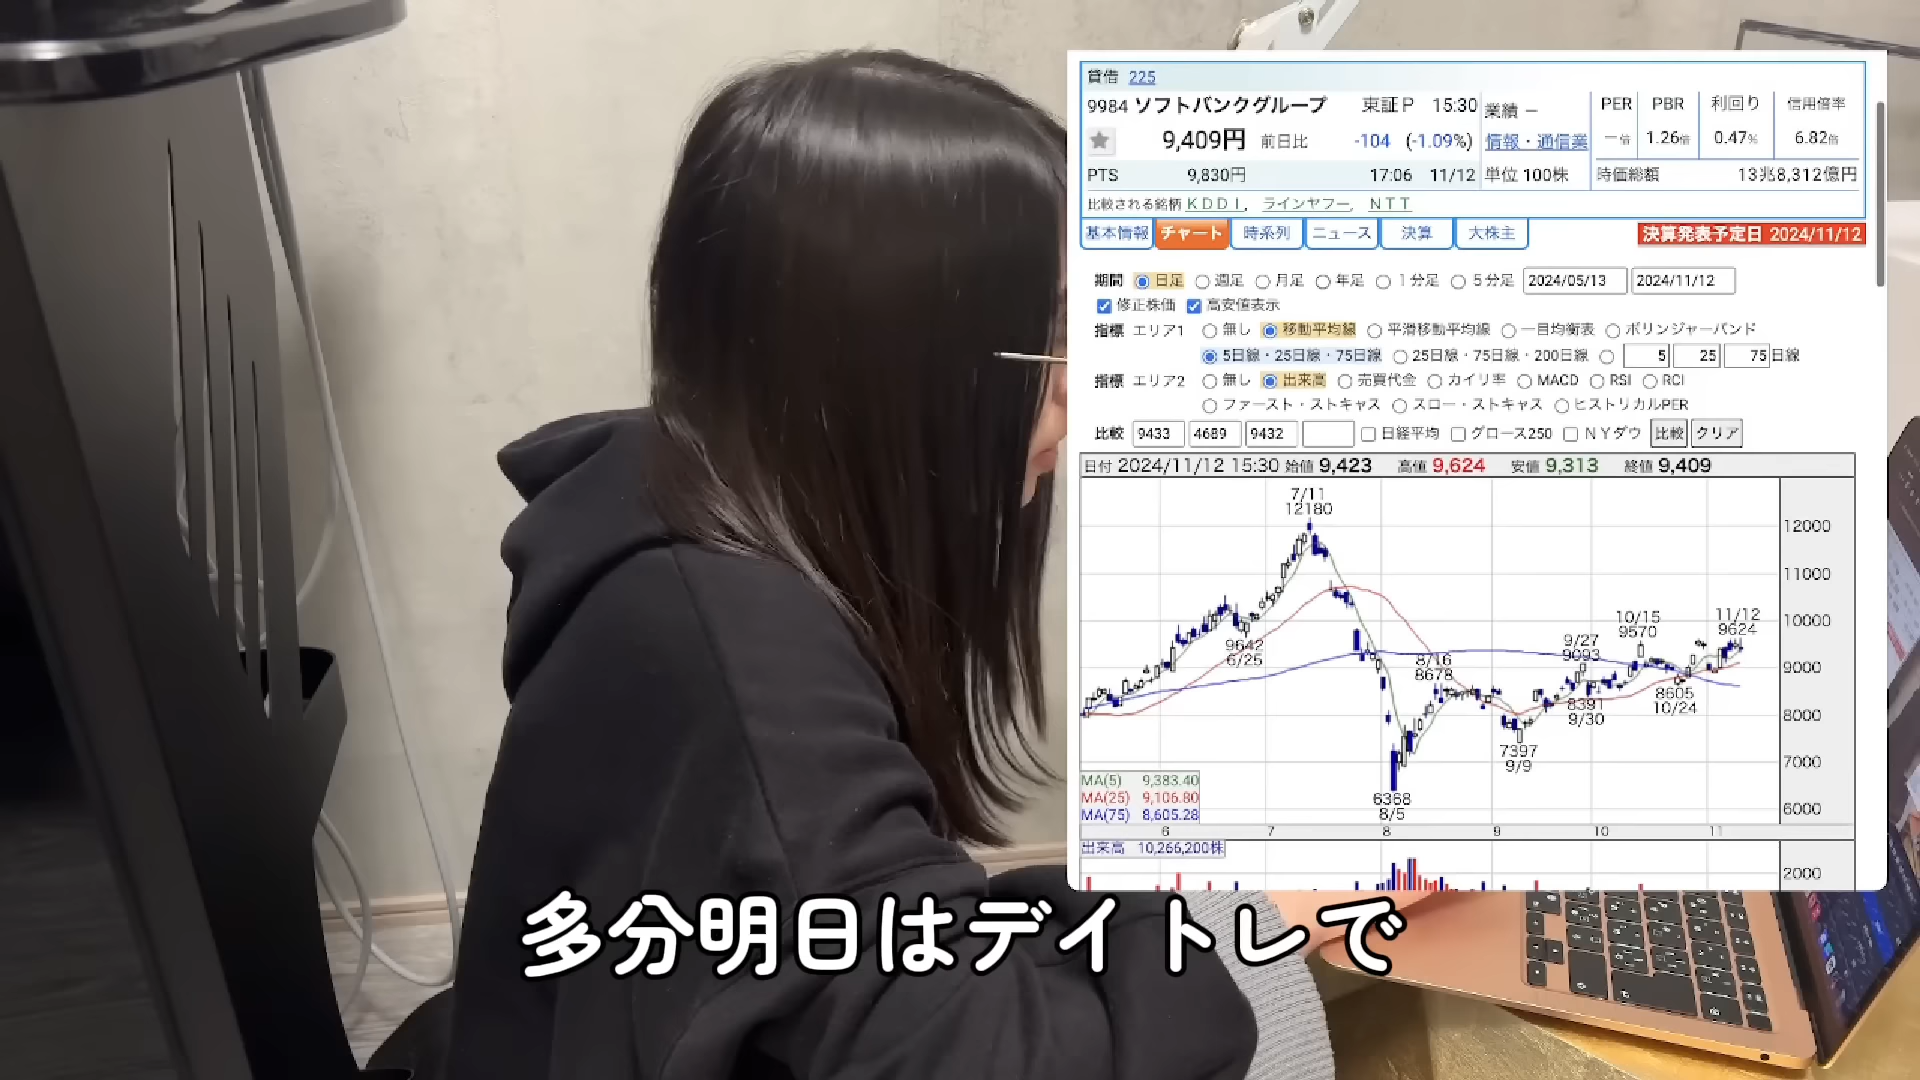 貸借 225
9984 ソフトバンクグループ 東証P 15:30
業績 －
PER PBR 利回り 信用倍率
9,409円 前日比 -104 (-1.09%)
情報・通信業
－倍 1.26倍 0.47% 6.82倍
PTS 9,830円 17:06 11/12 単位 100株 時価総額 13兆8,312億円
比較される銘柄 KDDI, ラインヤフー, NTT
基本情報 チャート 時系列 ニュース 決算 大株主
決算発表予定日 2024/11/12
期間 日足 週足 月足 年足 1分足 5分足 2024/05/13 2024/11/12
修正株価 高安値表示
指標 エリア1 無し 移動平均線 平滑移動平均線 一目均衡表 ボリンジャーバンド
5日線・25日線・75日線 25日線・75日線・200日線 5 25 75 日線
指標 エリア2 無し 出来高 売買代金 カイリ率 MACD RSI RCI
ファースト・ストキャス スロー・ストキャス ヒストリカルPER
比較 9433 4689 9432 日経平均 グロース250 NYダウ 比較 クリア
日付 2024/11/12 15:30 始値 9,423 高値 9,624 安値 9,313 終値 9,409
7/11
12180
12000
11000
10/15
9570
11/12
9624
10000
9642
6/25
9/27
9093
8/16
8678
9000
8605
10/24
8391
9/30
8000
7397
9/9
7000
MA(5) 9,383.40
MA(25) 9,106.80
MA(75) 8,605.28
6368
8/5
6000
6 7 8 9 10 11
出来高 10,266,200株
2000
多分明日はデイトレで